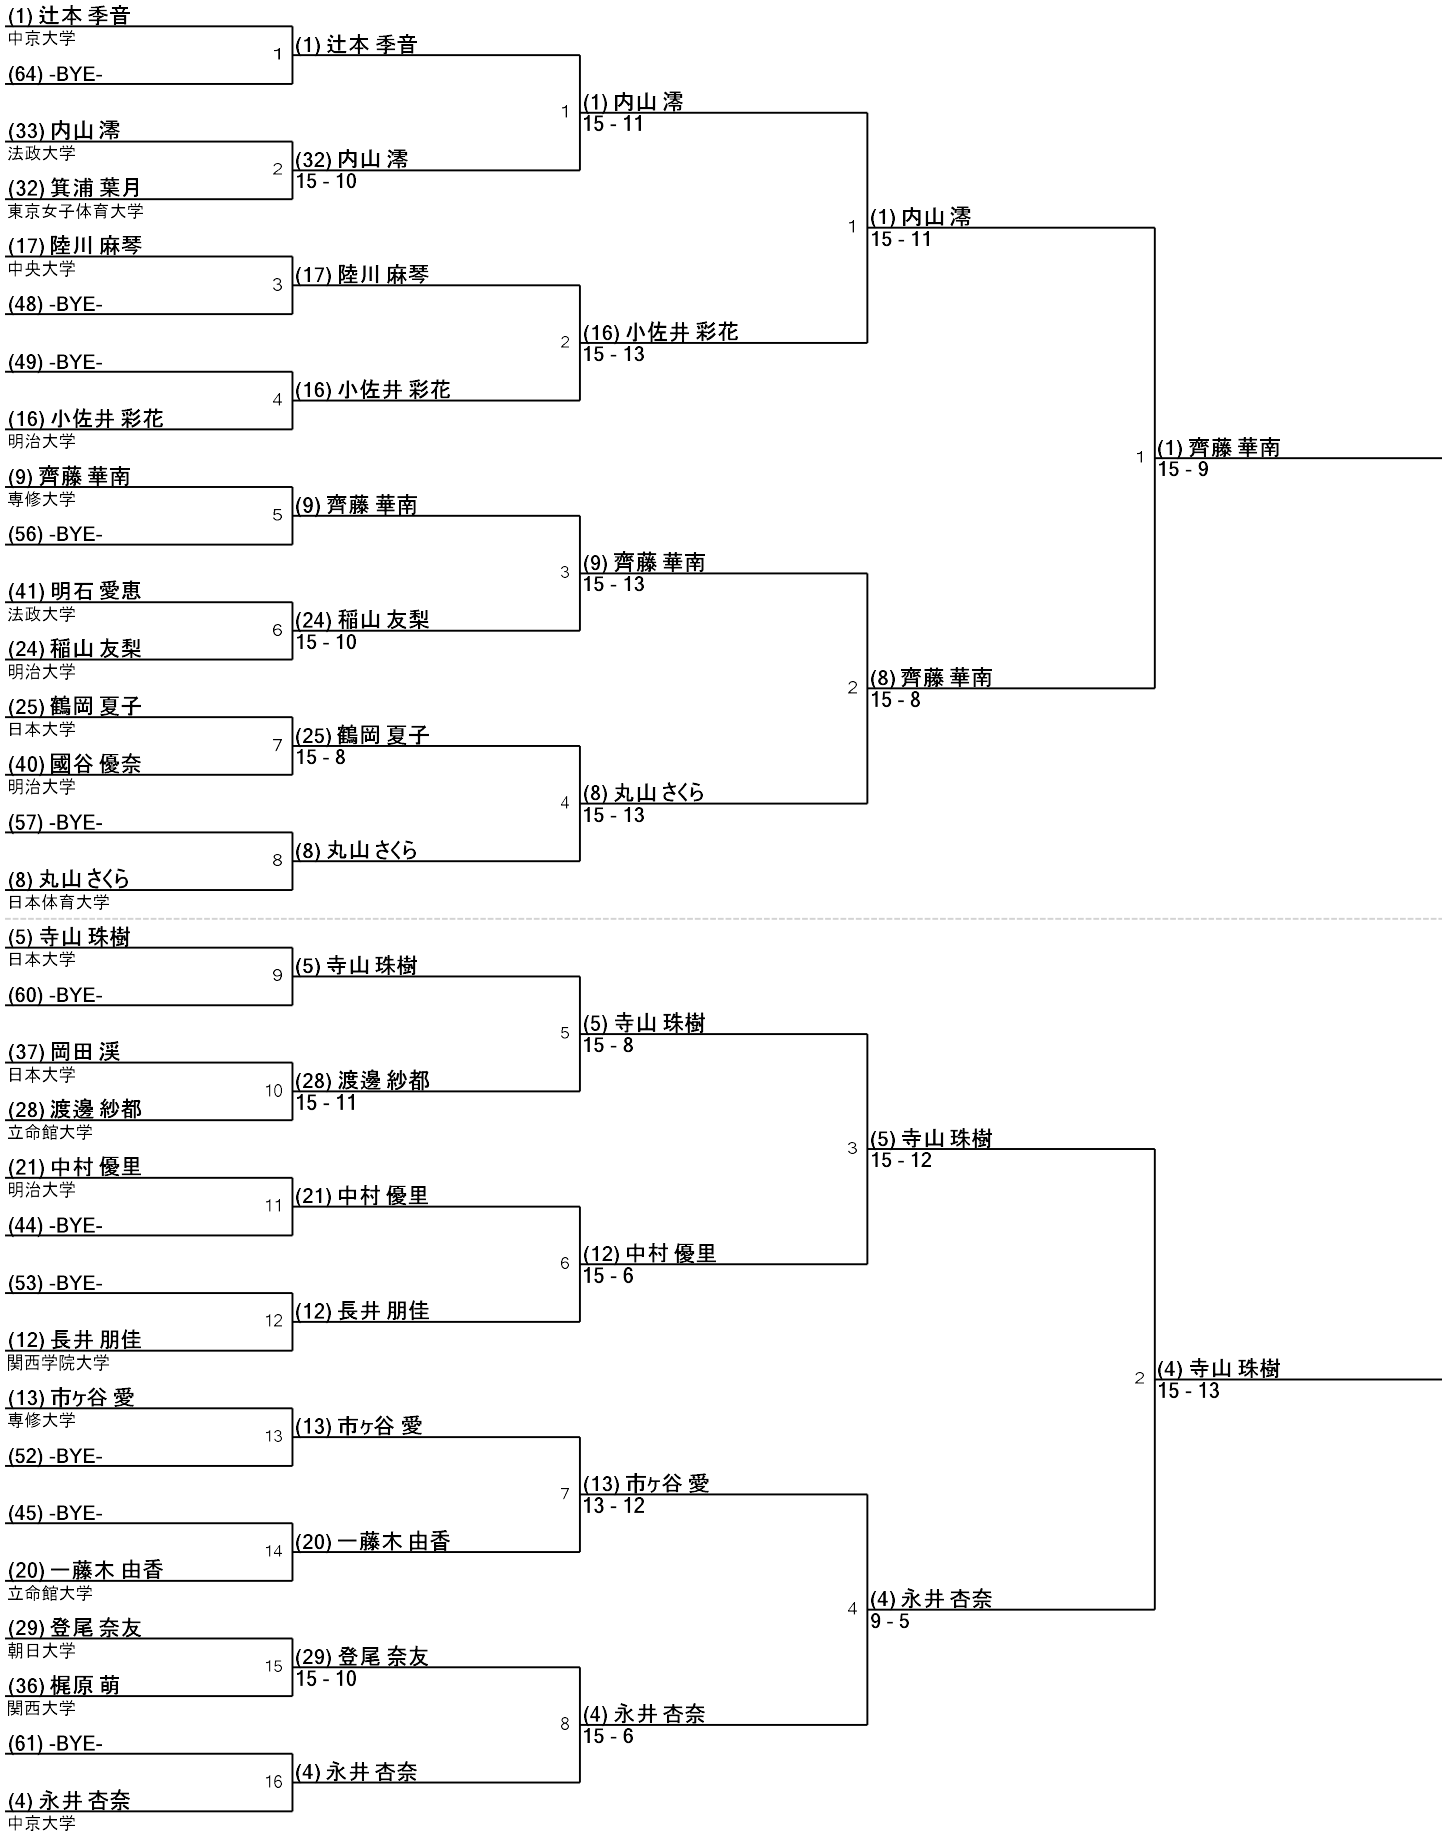 (1) 辻本 季音
中京大学
1
(64) -BYE-
(1) 辻本 季音
(33) 内山 澪
法政大学
2
(32) 箕浦 葉月
東京女子体育大学
(32) 内山 澪
15 - 10
1
(1) 内山 澪
15 - 11
(17) 陸川 麻琴
中央大学
3
(48) -BYE-
(17) 陸川 麻琴
(49) -BYE-
4
(16) 小佐井 彩花
明治大学
(16) 小佐井 彩花
2
(16) 小佐井 彩花
15 - 13
1
(1) 内山 澪
15 - 11
(9) 齊藤 華南
専修大学
5
(56) -BYE-
(9) 齊藤 華南
(41) 明石 愛恵
法政大学
6
(24) 稲山 友梨
明治大学
(24) 稲山 友梨
15 - 10
3
(9) 齊藤 華南
15 - 13
(25) 鶴岡 夏子
日本大学
7
(40) 國谷 優奈
明治大学
(25) 鶴岡 夏子
15 - 8
(57) -BYE-
8
(8) 丸山 さくら
日本体育大学
(8) 丸山 さくら
4
(8) 丸山 さくら
15 - 13
2
(8) 齊藤 華南
15 - 8
1
(1) 齊藤 華南
15 - 9
(5) 寺山 珠樹
日本大学
9
(60) -BYE-
(5) 寺山 珠樹
(37) 岡田 渓
日本大学
10
(28) 渡邊 紗都
立命館大学
(28) 渡邊 紗都
15 - 11
5
(5) 寺山 珠樹
15 - 8
(21) 中村 優里
明治大学
11
(44) -BYE-
(21) 中村 優里
(53) -BYE-
12
(12) 長井 朋佳
関西学院大学
(12) 長井 朋佳
6
(12) 中村 優里
15 - 6
3
(5) 寺山 珠樹
15 - 12
(13) 市ヶ谷 愛
専修大学
13
(52) -BYE-
(13) 市ヶ谷 愛
(45) -BYE-
14
(20) 一藤木 由香
立命館大学
(20) 一藤木 由香
7
(13) 市ヶ谷 愛
13 - 12
(29) 登尾 奈友
朝日大学
15
(36) 梶原 萌
関西大学
(29) 登尾 奈友
15 - 10
(61) -BYE-
16
(4) 永井 杏奈
中京大学
(4) 永井 杏奈
8
(4) 永井 杏奈
15 - 6
4
(4) 永井 杏奈
9 - 5
2
(4) 寺山 珠樹
15 - 13